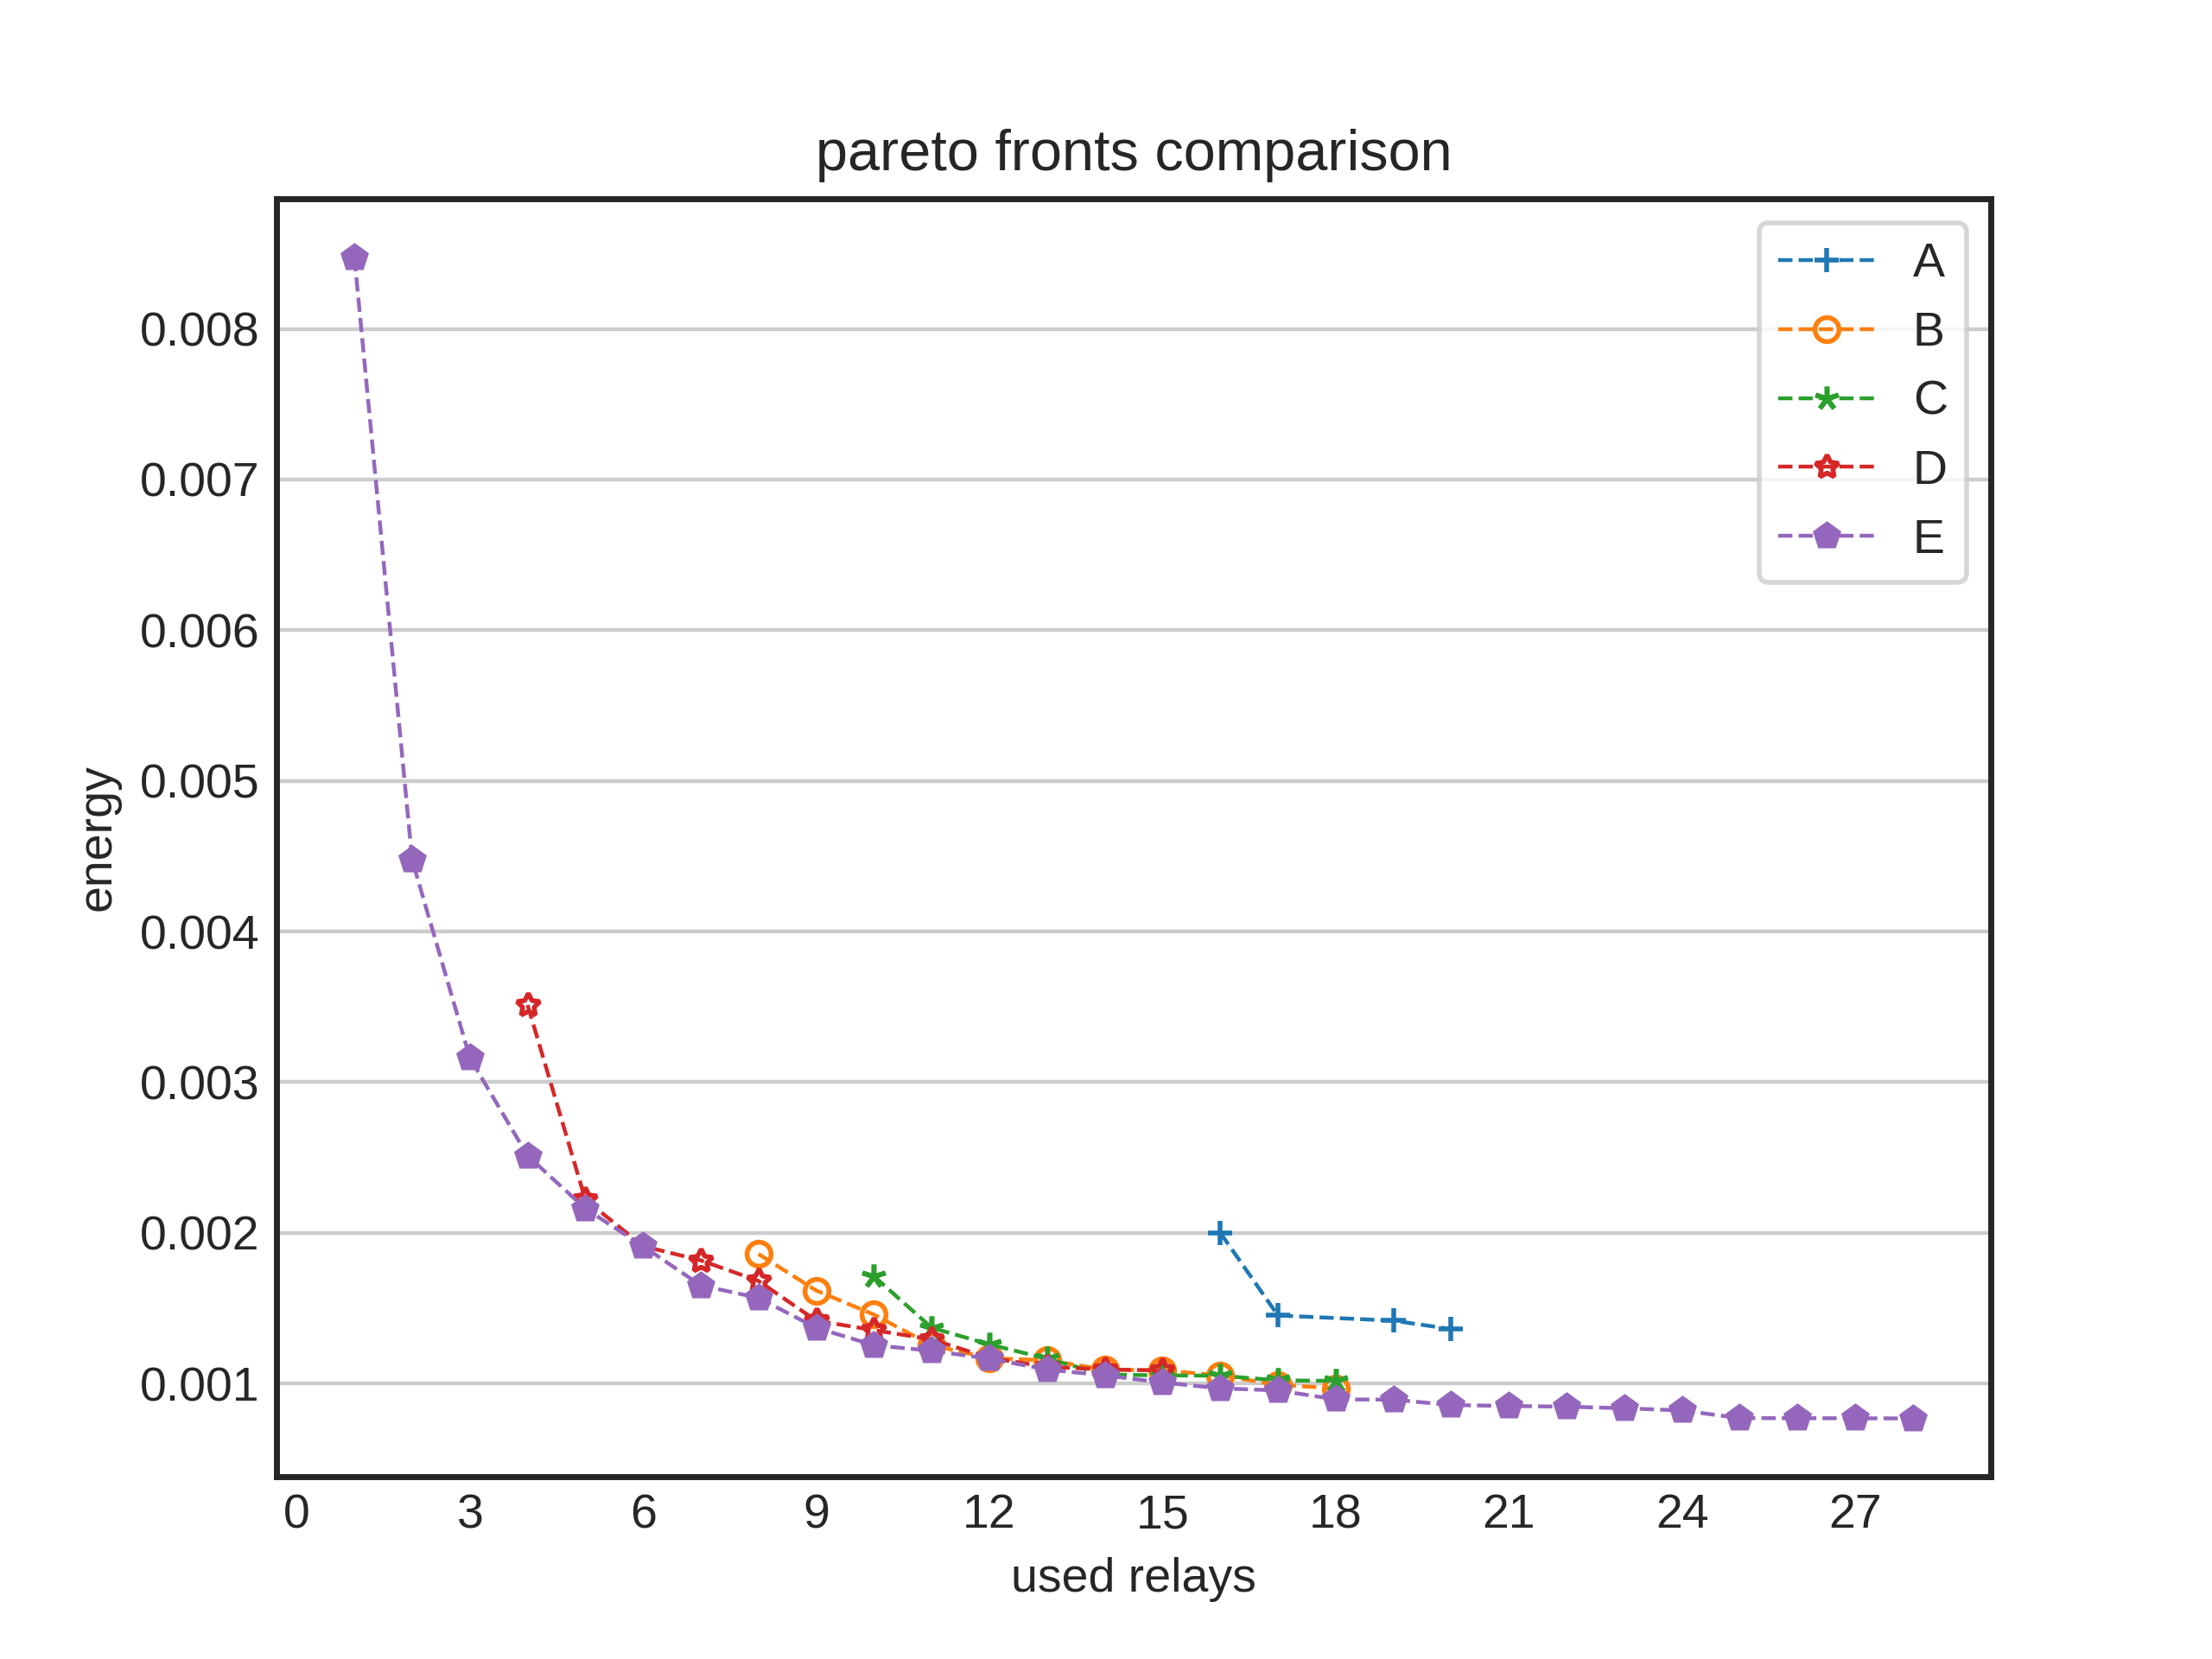 pareto fronts comparison
A
B
C
D
E
0.008
0.007
0.006
0.005
0.004
0.003
0.002
0.001
energy
0 3 6 9 12 15 18 21 24 27
used relays